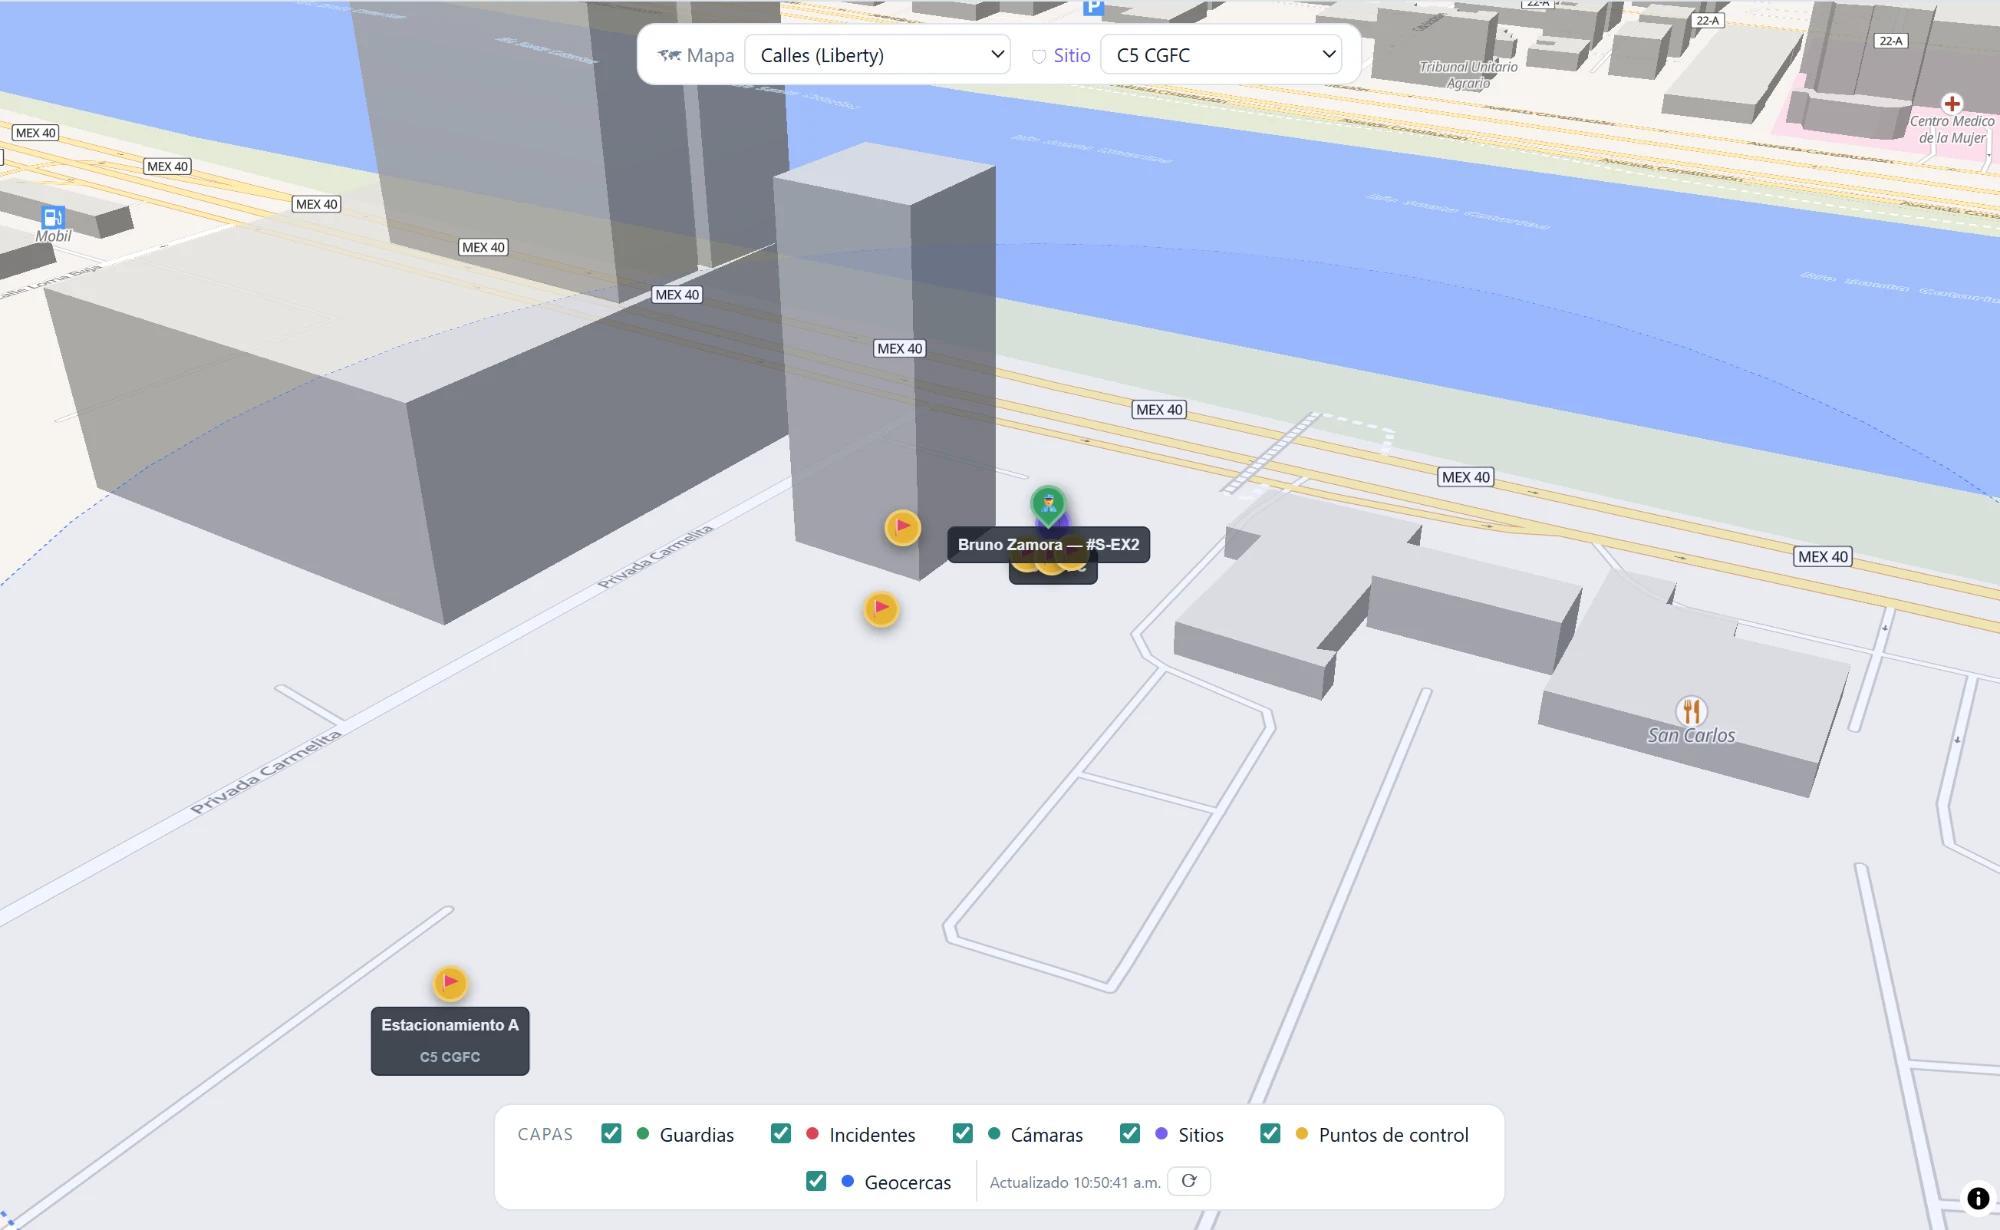 Mapa
Calles (Liberty)
Sitio
C5 CGFC
P
22-A
22-A
22-A
Tribunal Unitario
Agrario
Centro Medico
de la Mujer
MEX 40
MEX 40
MEX 40
MEX 40
MEX 40
MEX 40
MEX 40
MEX 40
MEX 40
Mobil
Avenida Constitución
Privada Carmelita
Privada Carmelita
Bruno Zamora — #S-EX2
San Carlos
Estacionamiento A
C5 CGFC
CAPAS
Guardias
Incidentes
Cámaras
Sitios
Puntos de control
Geocercas
Actualizado 10:50:41 a.m.